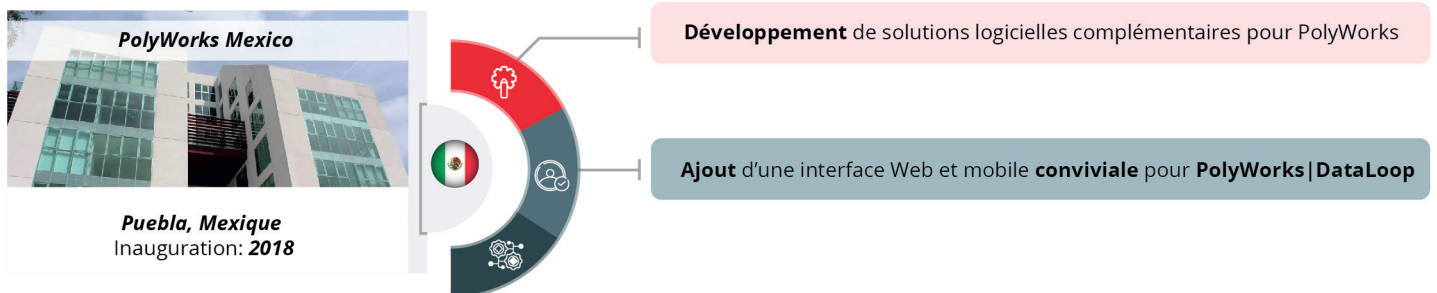 PolyWorks Mexico
Puebla, Mexique
Inauguration: 2018
Développement de solutions logicielles complémentaires pour PolyWorks
Ajout d'une interface Web et mobile conviviale pour PolyWorks|DataLoop